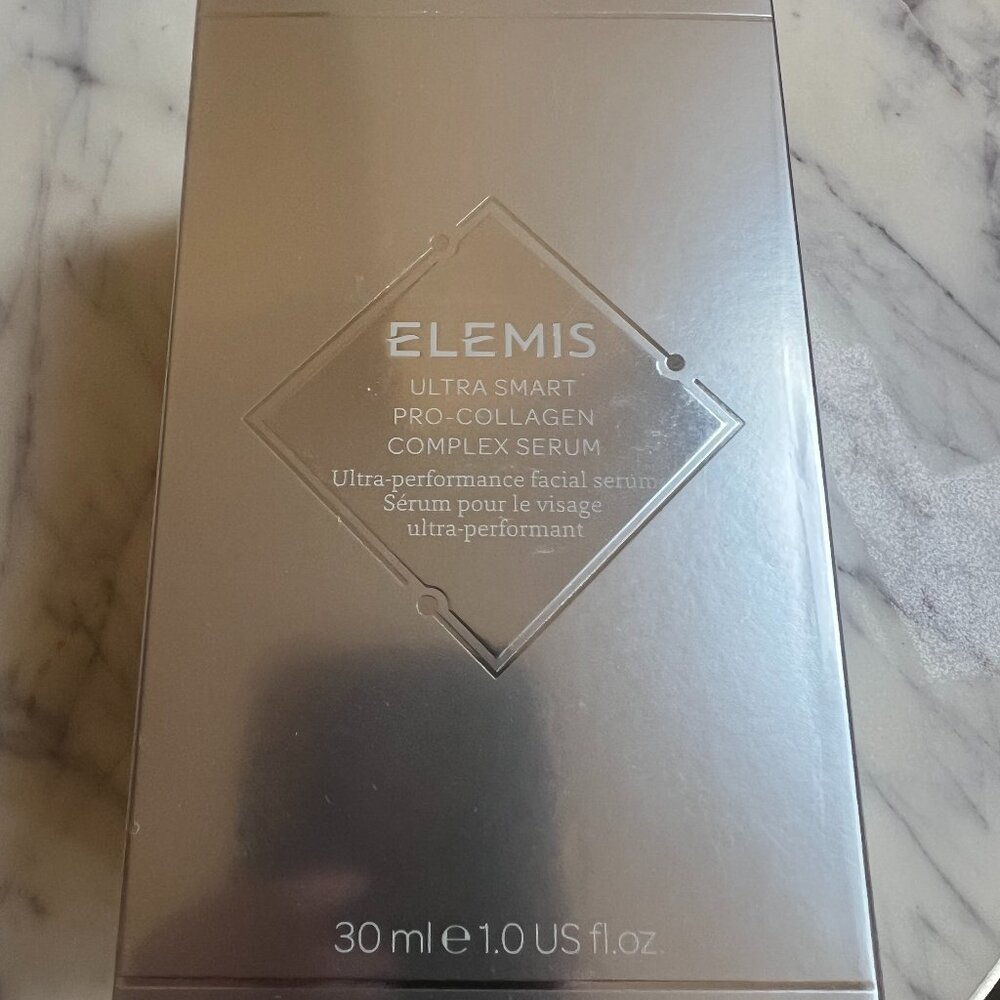 ELEMIS
ULTRA SMART
PRO-COLLAGEN
COMPLEX SERUM
Ultra-performance facial serum
Sérum pour le visage
ultra-performant
30 ml e 1.0 US fl.oz.